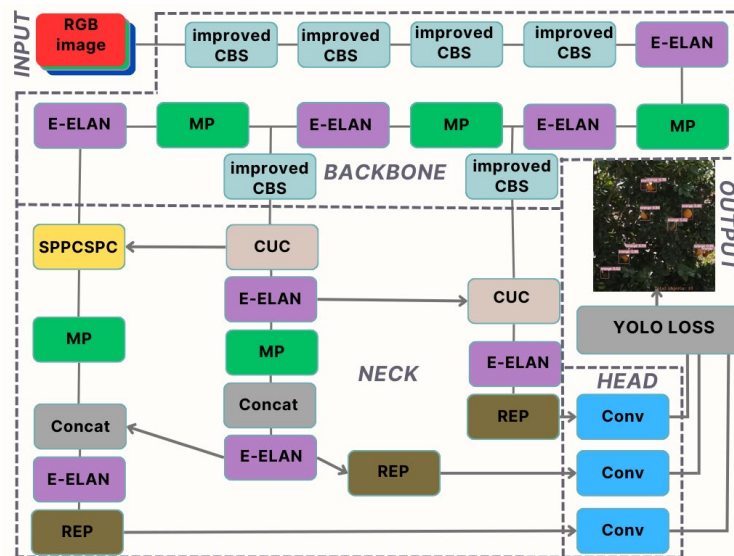 INPUT
RGB
image
improved
CBS
improved
CBS
improved
CBS
improved
CBS
E-ELAN
E-ELAN
MP
E-ELAN
MP
E-ELAN
MP
improved
CBS
BACKBONE
improved
CBS
OUTPUT
SPPCSPC
CUC
E-ELAN
CUC
YOLO LOSS
MP
MP
NECK
E-ELAN
HEAD
Concat
Concat
REP
Conv
E-ELAN
REP
Conv
E-ELAN
REP
Conv